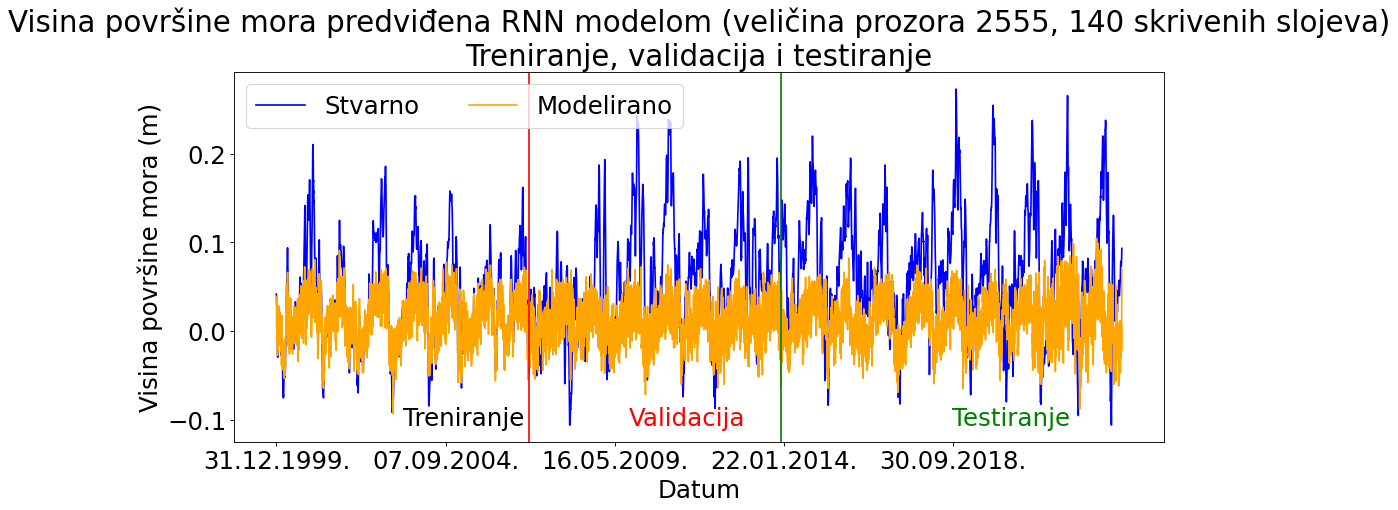 Visina površine mora predviđena RNN modelom (veličina prozora 2555, 140 skrivenih slojeva)
Treniranje, validacija i testiranje
Stvarno Modelirano
Visina površine mora (m)
0.2
0.1
0.0
−0.1
Treniranje Validacija Testiranje
31.12.1999. 07.09.2004. 16.05.2009. 22.01.2014. 30.09.2018.
Datum